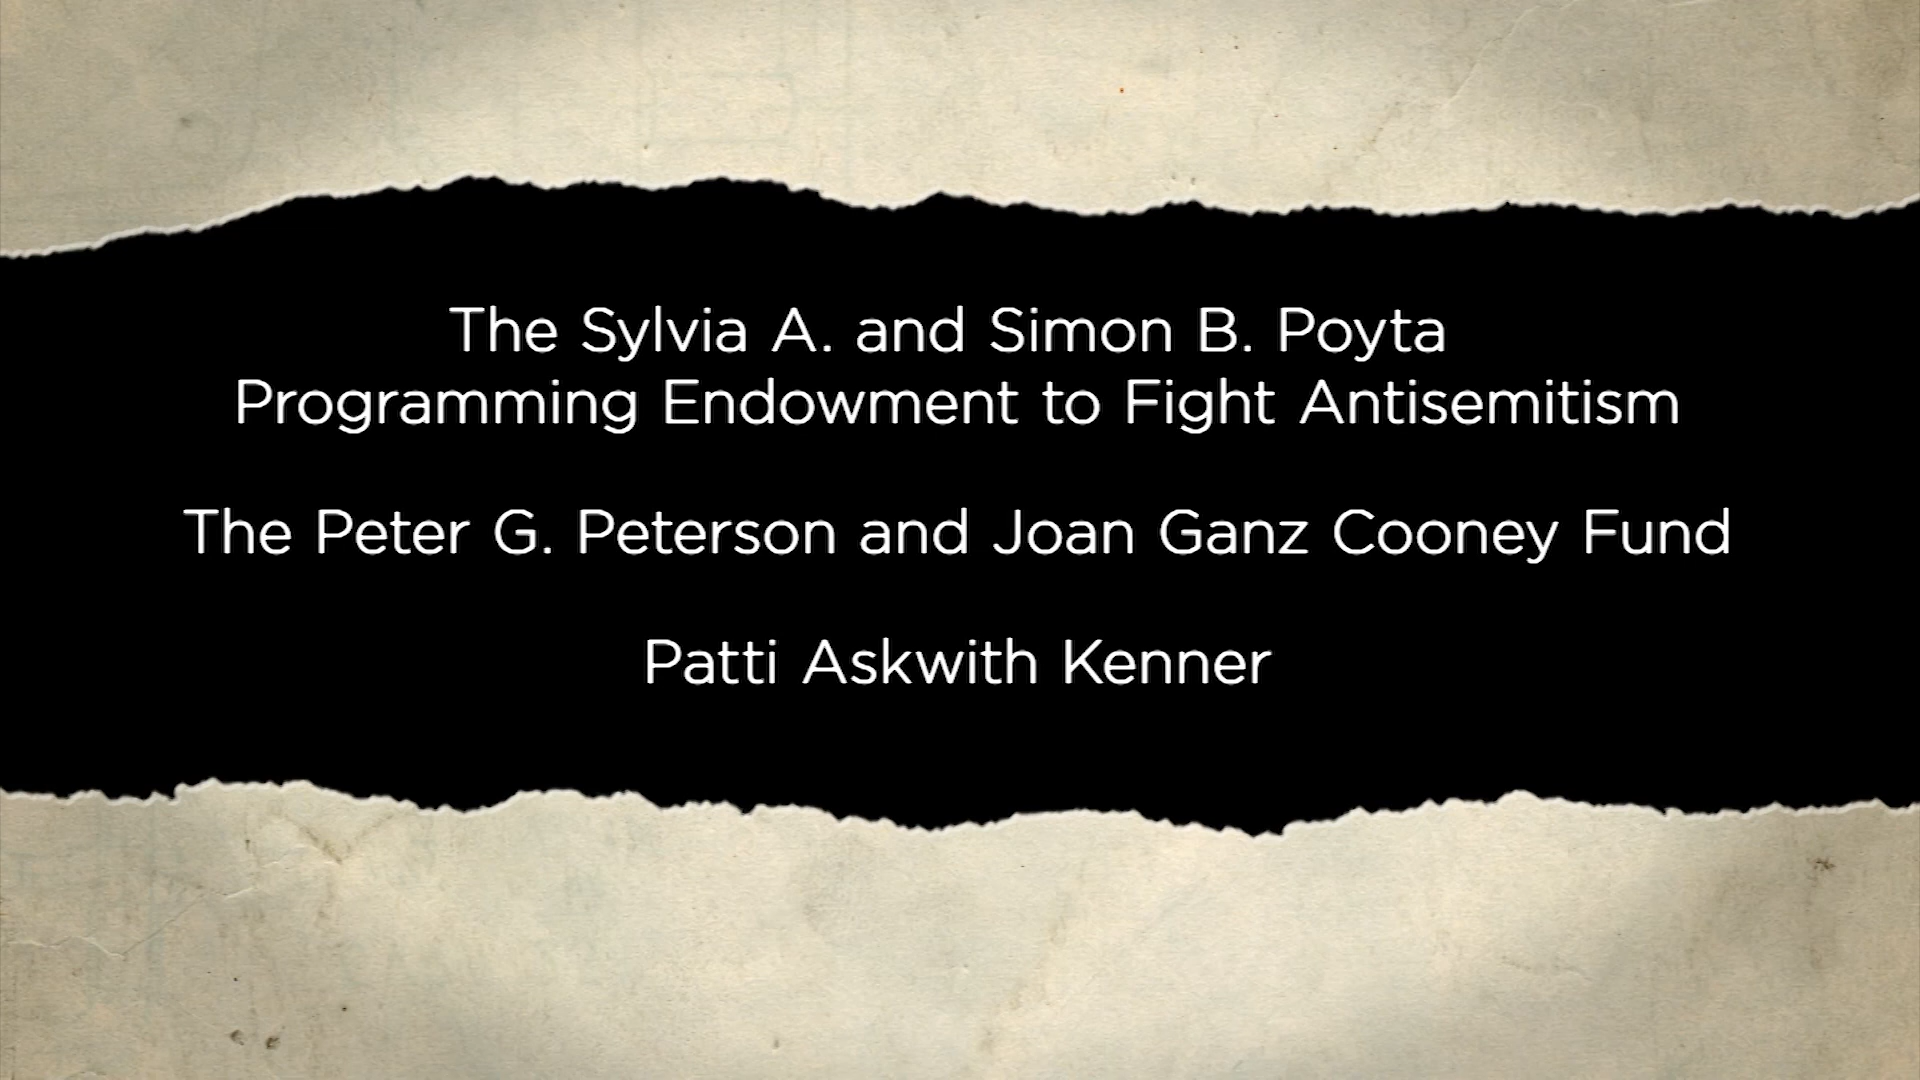 The Sylvia A. and Simon B. Poyta
Programming Endowment to Fight Antisemitism
The Peter G. Peterson and Joan Ganz Cooney Fund
Patti Askwith Kenner